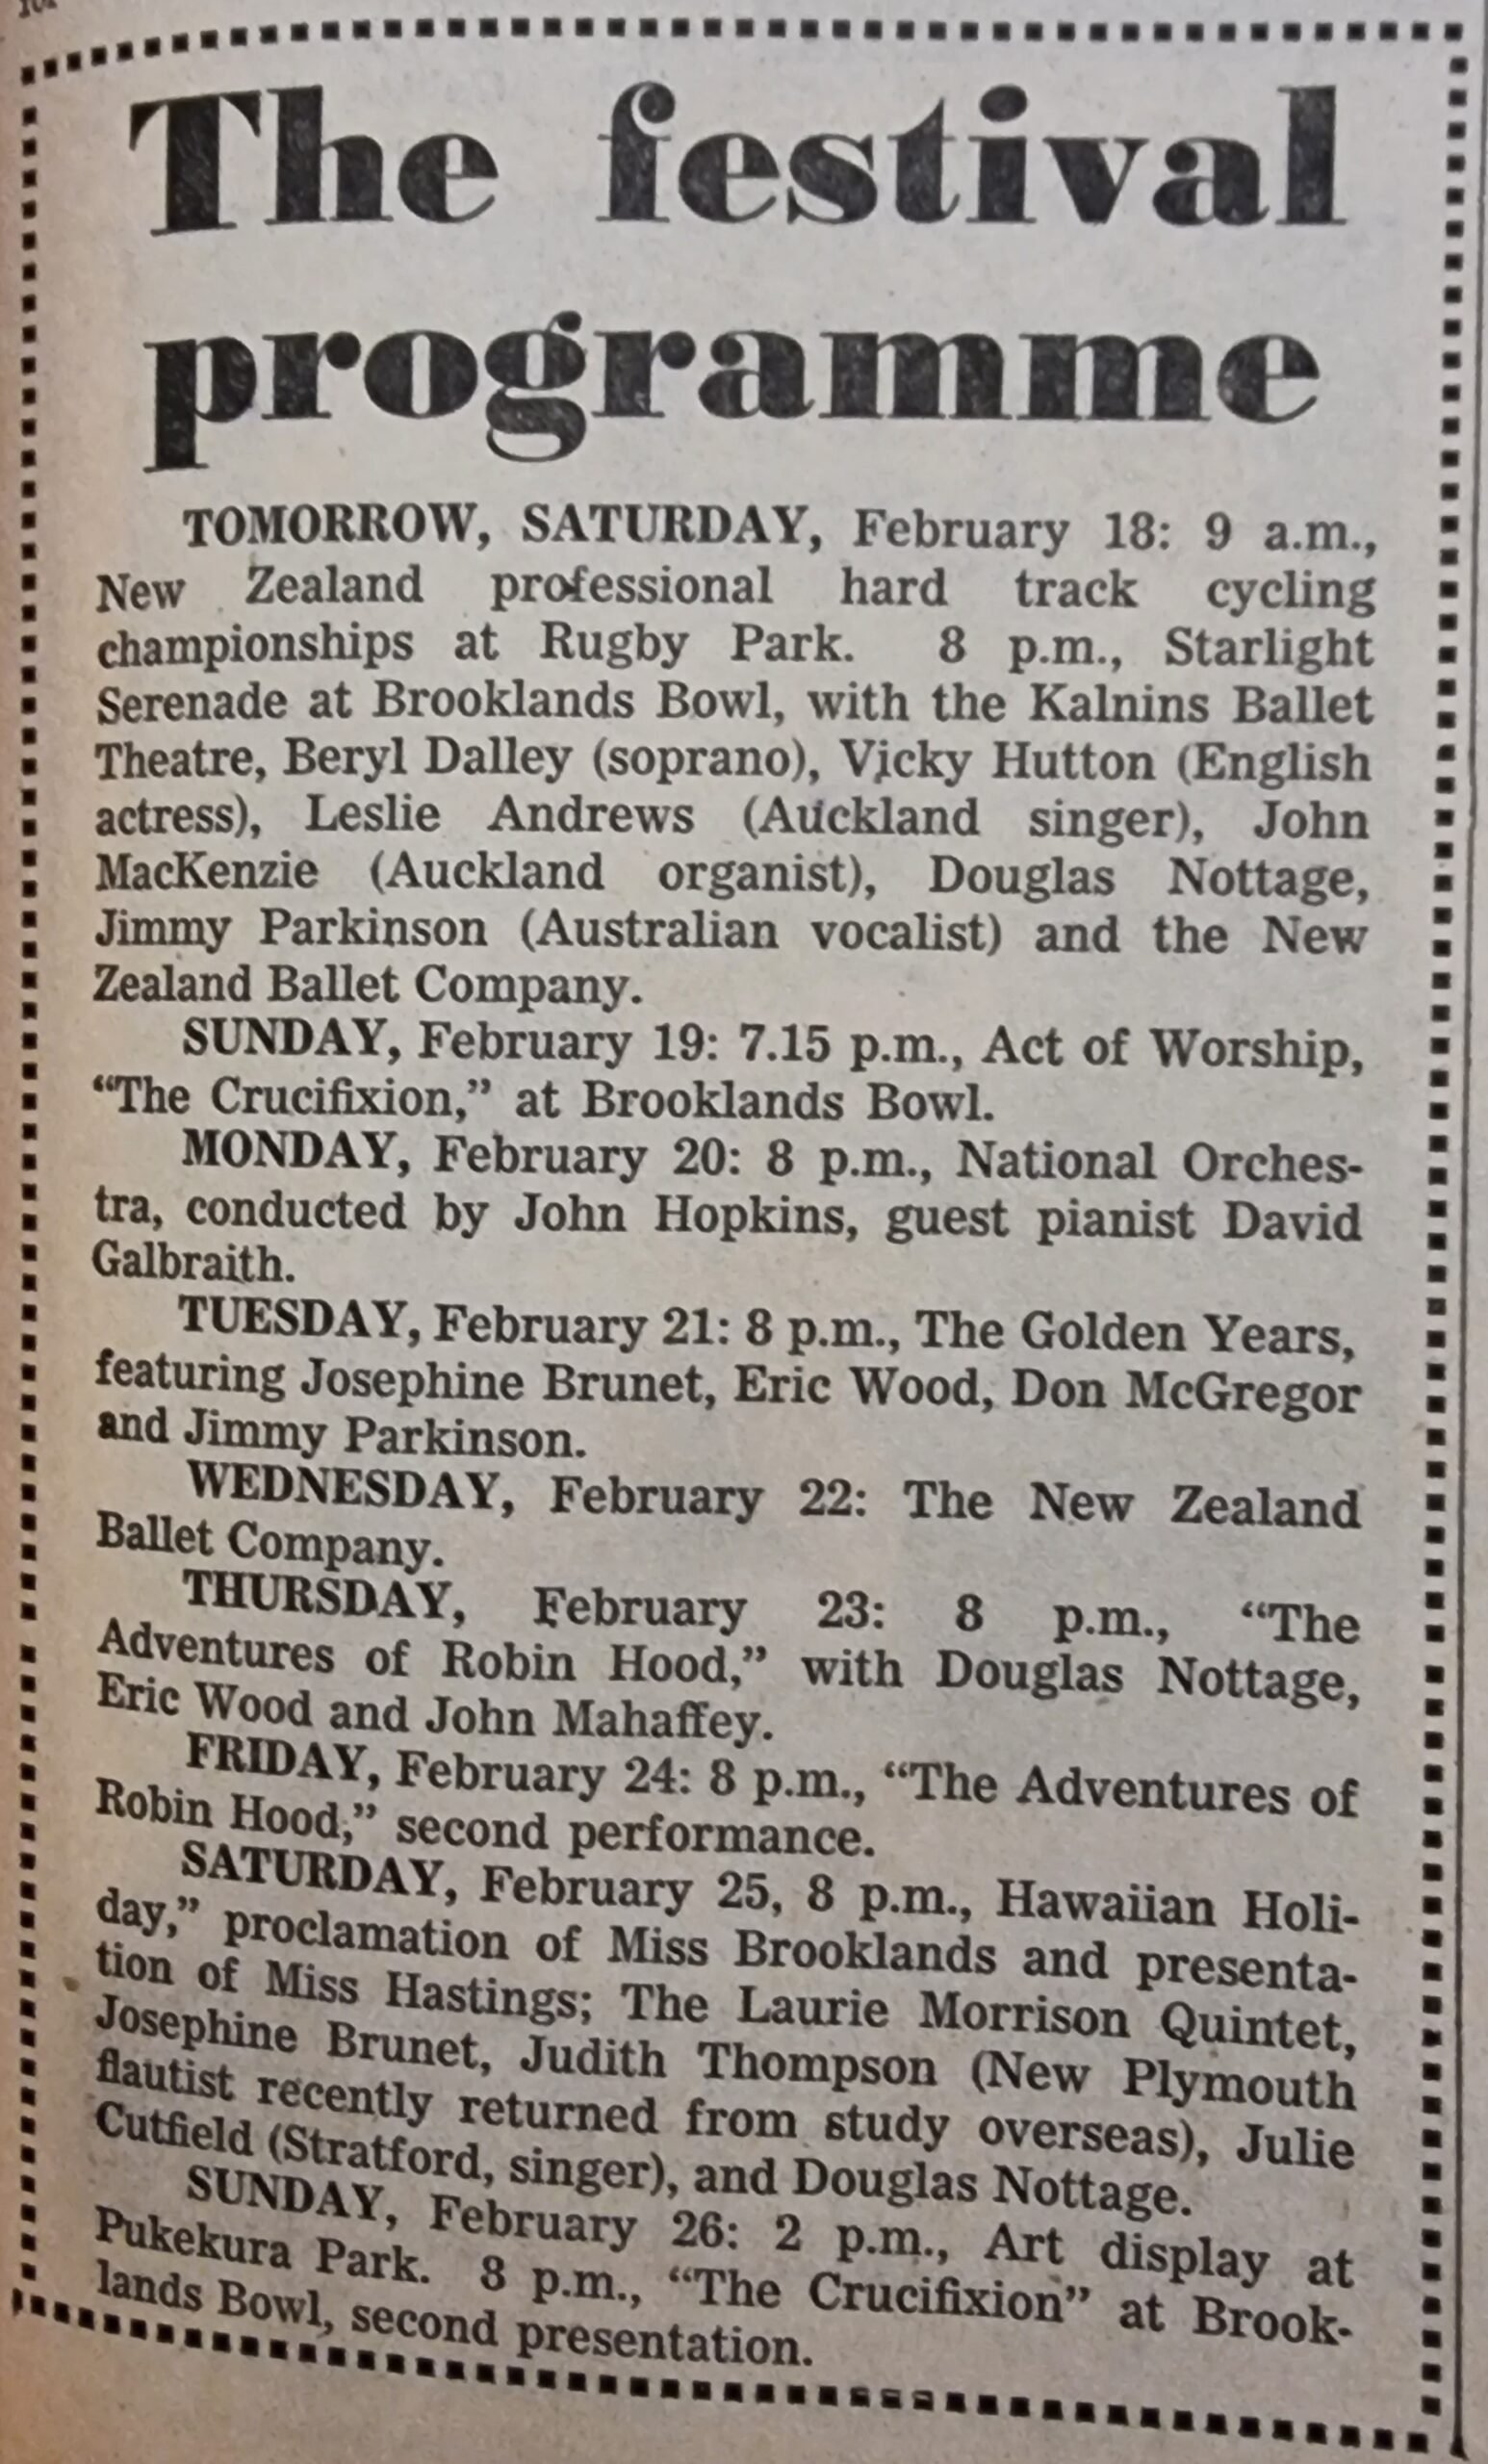 The festival
programme
TOMORROW, SATURDAY, February 18: 9 a.m.,
New Zealand professional hard track cycling
championships at Rugby Park. 8 p.m., Starlight
Serenade at Brooklands Bowl, with the Kalnins Ballet
Theatre, Beryl Dalley (soprano), Vicky Hutton (English
actress), Leslie Andrews (Auckland singer), John
MacKenzie (Auckland organist), Douglas Nottage,
Jimmy Parkinson (Australian vocalist) and the New
Zealand Ballet Company.
SUNDAY, February 19: 7.15 p.m., Act of Worship,
“The Crucifixion,” at Brooklands Bowl.
MONDAY, February 20: 8 p.m., National Orches-
tra, conducted by John Hopkins, guest pianist David
Galbraith.
TUESDAY, February 21: 8 p.m., The Golden Years,
featuring Josephine Brunet, Eric Wood, Don McGregor
and Jimmy Parkinson.
WEDNESDAY, February 22: The New Zealand
Ballet Company.
THURSDAY, February 23: 8 p.m., “The
Adventures of Robin Hood,” with Douglas Nottage,
Eric Wood and John Mahaffey.
FRIDAY, February 24: 8 p.m., “The Adventures of
Robin Hood,” second performance.
SATURDAY, February 25, 8 p.m., Hawaiian Holi-
day,” proclamation of Miss Brooklands and presenta-
tion of Miss Hastings; The Laurie Morrison Quintet,
Josephine Brunet, Judith Thompson (New Plymouth
flautist recently returned from study overseas), Julie
Cutfield (Stratford, singer), and Douglas Nottage.
SUNDAY, February 26: 2 p.m., Art display at
Pukekura Park. 8 p.m., “The Crucifixion” at Brook-
lands Bowl, second presentation.